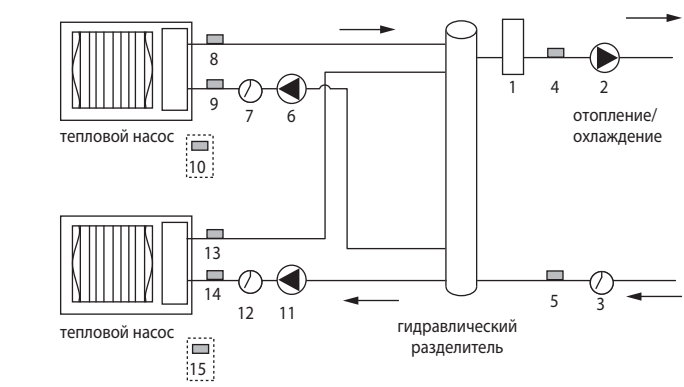 8
9
7
6
1
4
2
отопление/
охлаждение
тепловой насос
10
13
14
12
11
5
3
гидравлический
разделитель
тепловой насос
15